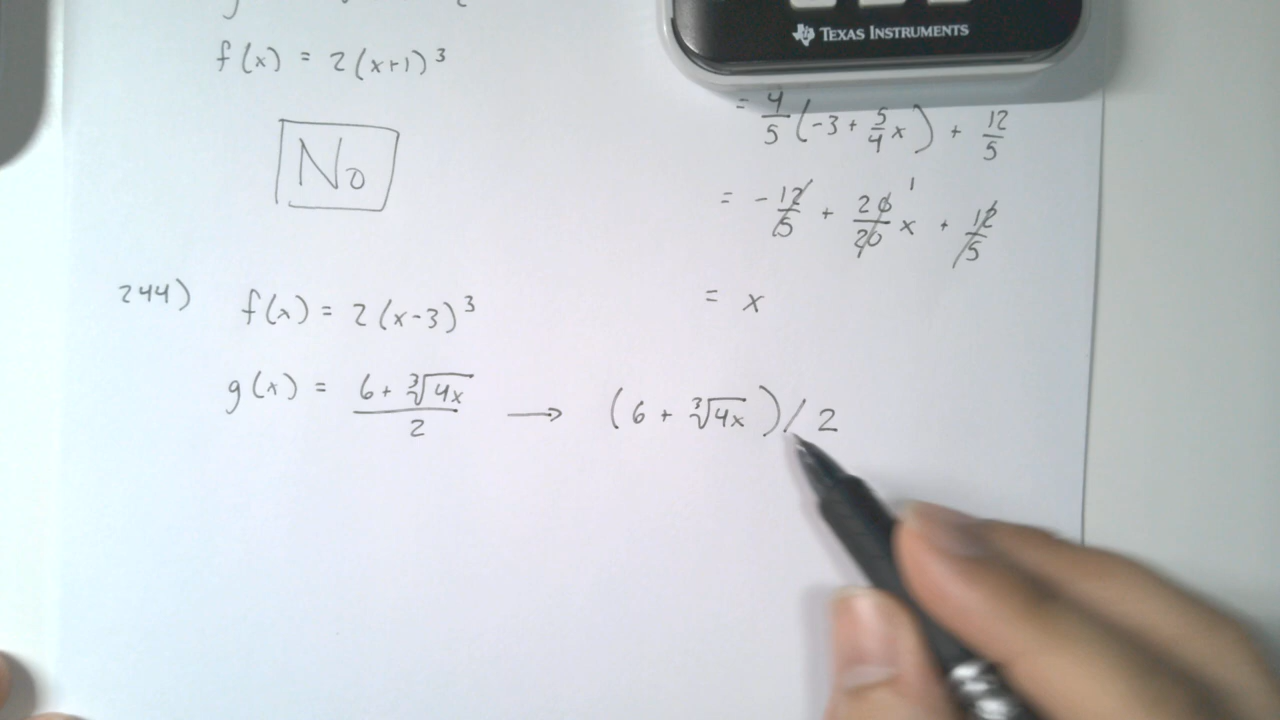 f(x) = 2(x+1)³
No
TEXAS INSTRUMENTS
= 4/5 (-3 + 5/4 x) + 12/5
= - 12/5 + 20/20 x + 12/5
1
= x
244) f(x) = 2(x-3)³
g(x) = 6 + ∛4x / 2 → (6 + ∛4x) / 2